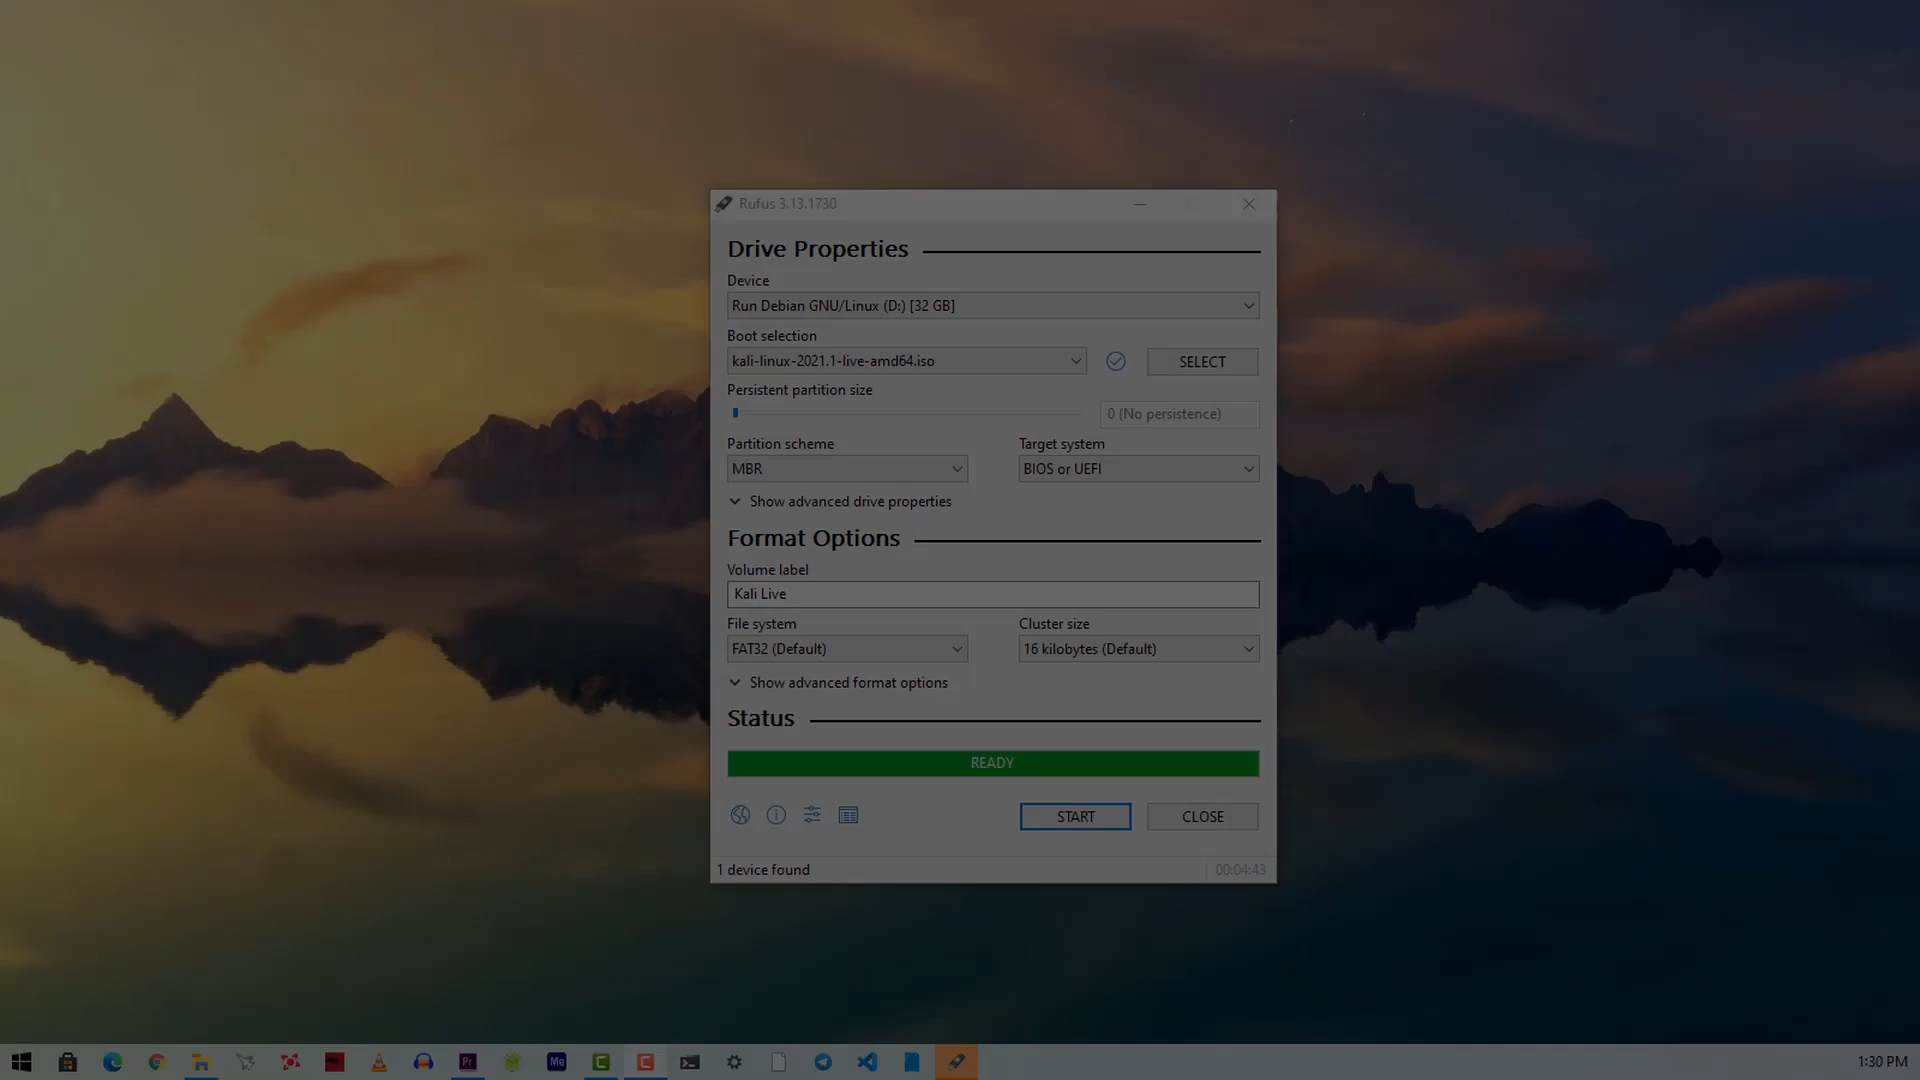 Rufus 3.13.1730
Drive Properties
Device
Run Debian GNU/Linux (D:) [32 GB]
Boot selection
kali-linux-2021.1-live-amd64.iso
SELECT
Persistent partition size
0 (No persistence)
Partition scheme
Target system
MBR
BIOS or UEFI
Show advanced drive properties
Format Options
Volume label
Kali Live
File system
Cluster size
FAT32 (Default)
16 kilobytes (Default)
Show advanced format options
Status
READY
START
CLOSE
1 device found
00:04:43
Pr
Me
C
C
1:30 PM